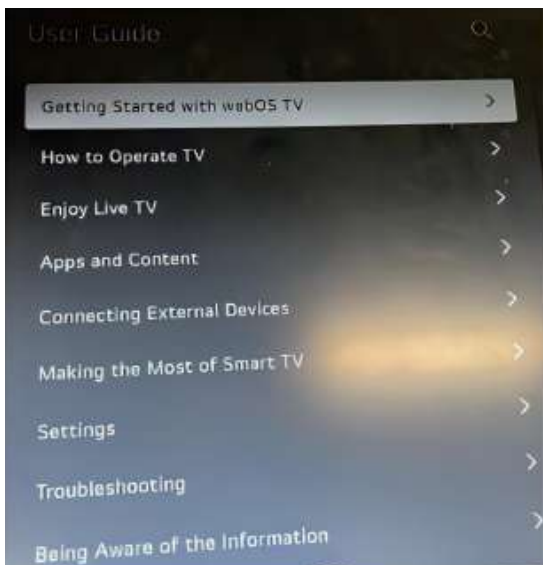 User Guide
Getting Started with webOS TV
How to Operate TV
Enjoy Live TV
Apps and Content
Connecting External Devices
Making the Most of Smart TV
Settings
Troubleshooting
Being Aware of the Information